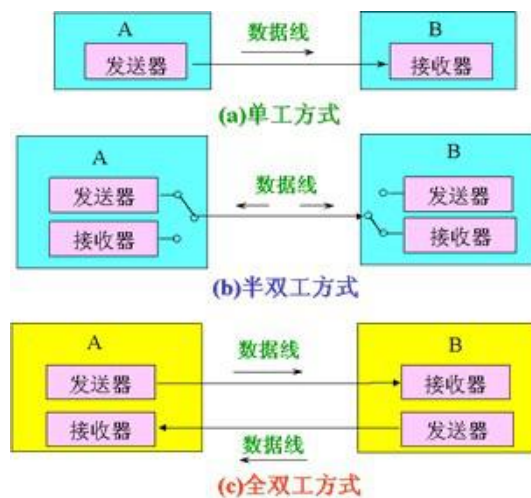 A
B
数据线
发送器
接收器
(a)单工方式
A
B
数据线
发送器
发送器
接收器
接收器
(b)半双工方式
A
B
数据线
发送器
接收器
接收器
发送器
数据线
(c)全双工方式